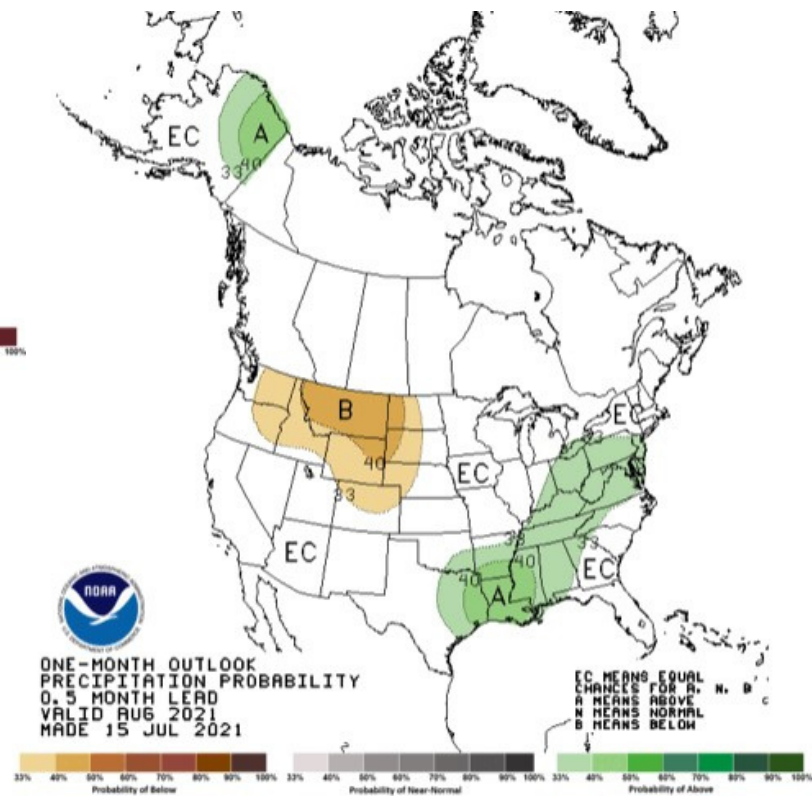 EC
A
33
40
B
40
33
EC
EC
EC
33
33
40
40
EC
A
100%
NOAA
ONE-MONTH OUTLOOK
PRECIPITATION PROBABILITY
0.5 MONTH LEAD
VALID AUG 2021
MADE 15 JUL 2021
EC MEANS EQUAL
CHANCES FOR A, N, B
A MEANS ABOVE
N MEANS NORMAL
B MEANS BELOW
33% 40% 50% 60% 70% 80% 90% 100%
Probability of Below
33% 40% 50% 60% 70% 80% 90% 100%
Probability of Near-Normal
33% 40% 50% 60% 70% 80% 90% 100%
Probability of Above